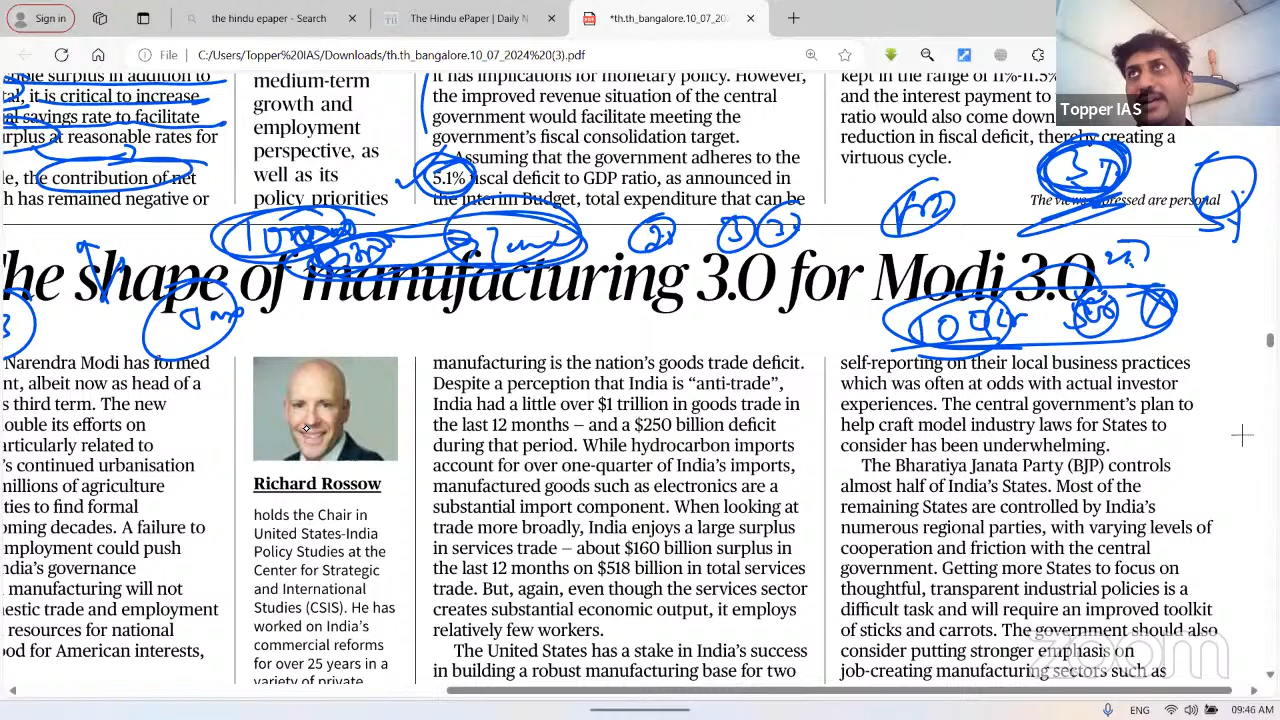 Sign in
the hindu epaper - Search
The Hindu ePaper | Daily N
*th.th_bangalore.10_07_202
File
C:/Users/Topper%20IAS/Downloads/th.th_bangalore.10_07_2024%20(3).pdf
Topper IAS
surplus in addition to
it is critical to increase
savings rate to facilitate
at reasonable rates for
the contribution of net
h has remained negative or
medium-term
growth and
employment
perspective, as
well as its
policy priorities
it has implications for monetary policy. However,
the improved revenue situation of the central
government would facilitate meeting the
government's fiscal consolidation target.
Assuming that the government adheres to the
5.1% fiscal deficit to GDP ratio, as announced in
the interim Budget, total expenditure that can be
kept in the range of 11%-11.5%
and the interest payment to
ratio would also come down
reduction in fiscal deficit, thereby creating a
virtuous cycle.
The views expressed are personal
he shape of manufacturing 3.0 for Modi 3.0
Narendra Modi has formed
nt, albeit now as head of a
s third term. The new
ouble its efforts on
articularly related to
's continued urbanisation
millions of agriculture
ties to find formal
oming decades. A failure to
mployment could push
ndia's governance
manufacturing will not
estic trade and employment
resources for national
ood for American interests,
Richard Rossow
holds the Chair in
United States-India
Policy Studies at the
Center for Strategic
and International
Studies (CSIS). He has
worked on India's
commercial reforms
for over 25 years in a
variety of private
manufacturing is the nation's goods trade deficit.
Despite a perception that India is “anti-trade”,
India had a little over $1 trillion in goods trade in
the last 12 months — and a $250 billion deficit
during that period. While hydrocarbon imports
account for over one-quarter of India's imports,
manufactured goods such as electronics are a
substantial import component. When looking at
trade more broadly, India enjoys a large surplus
in services trade — about $160 billion surplus in
the last 12 months on $518 billion in total services
trade. But, again, even though the services sector
creates substantial economic output, it employs
relatively few workers.
The United States has a stake in India's success
in building a robust manufacturing base for two
self-reporting on their local business practices
which was often at odds with actual investor
experiences. The central government's plan to
help craft model industry laws for States to
consider has been underwhelming.
The Bharatiya Janata Party (BJP) controls
almost half of India's States. Most of the
remaining States are controlled by India's
numerous regional parties, with varying levels of
cooperation and friction with the central
government. Getting more States to focus on
thoughtful, transparent industrial policies is a
difficult task and will require an improved toolkit
of sticks and carrots. The government should also
consider putting stronger emphasis on
job-creating manufacturing sectors such as
zoom
ENG
09:46 AM